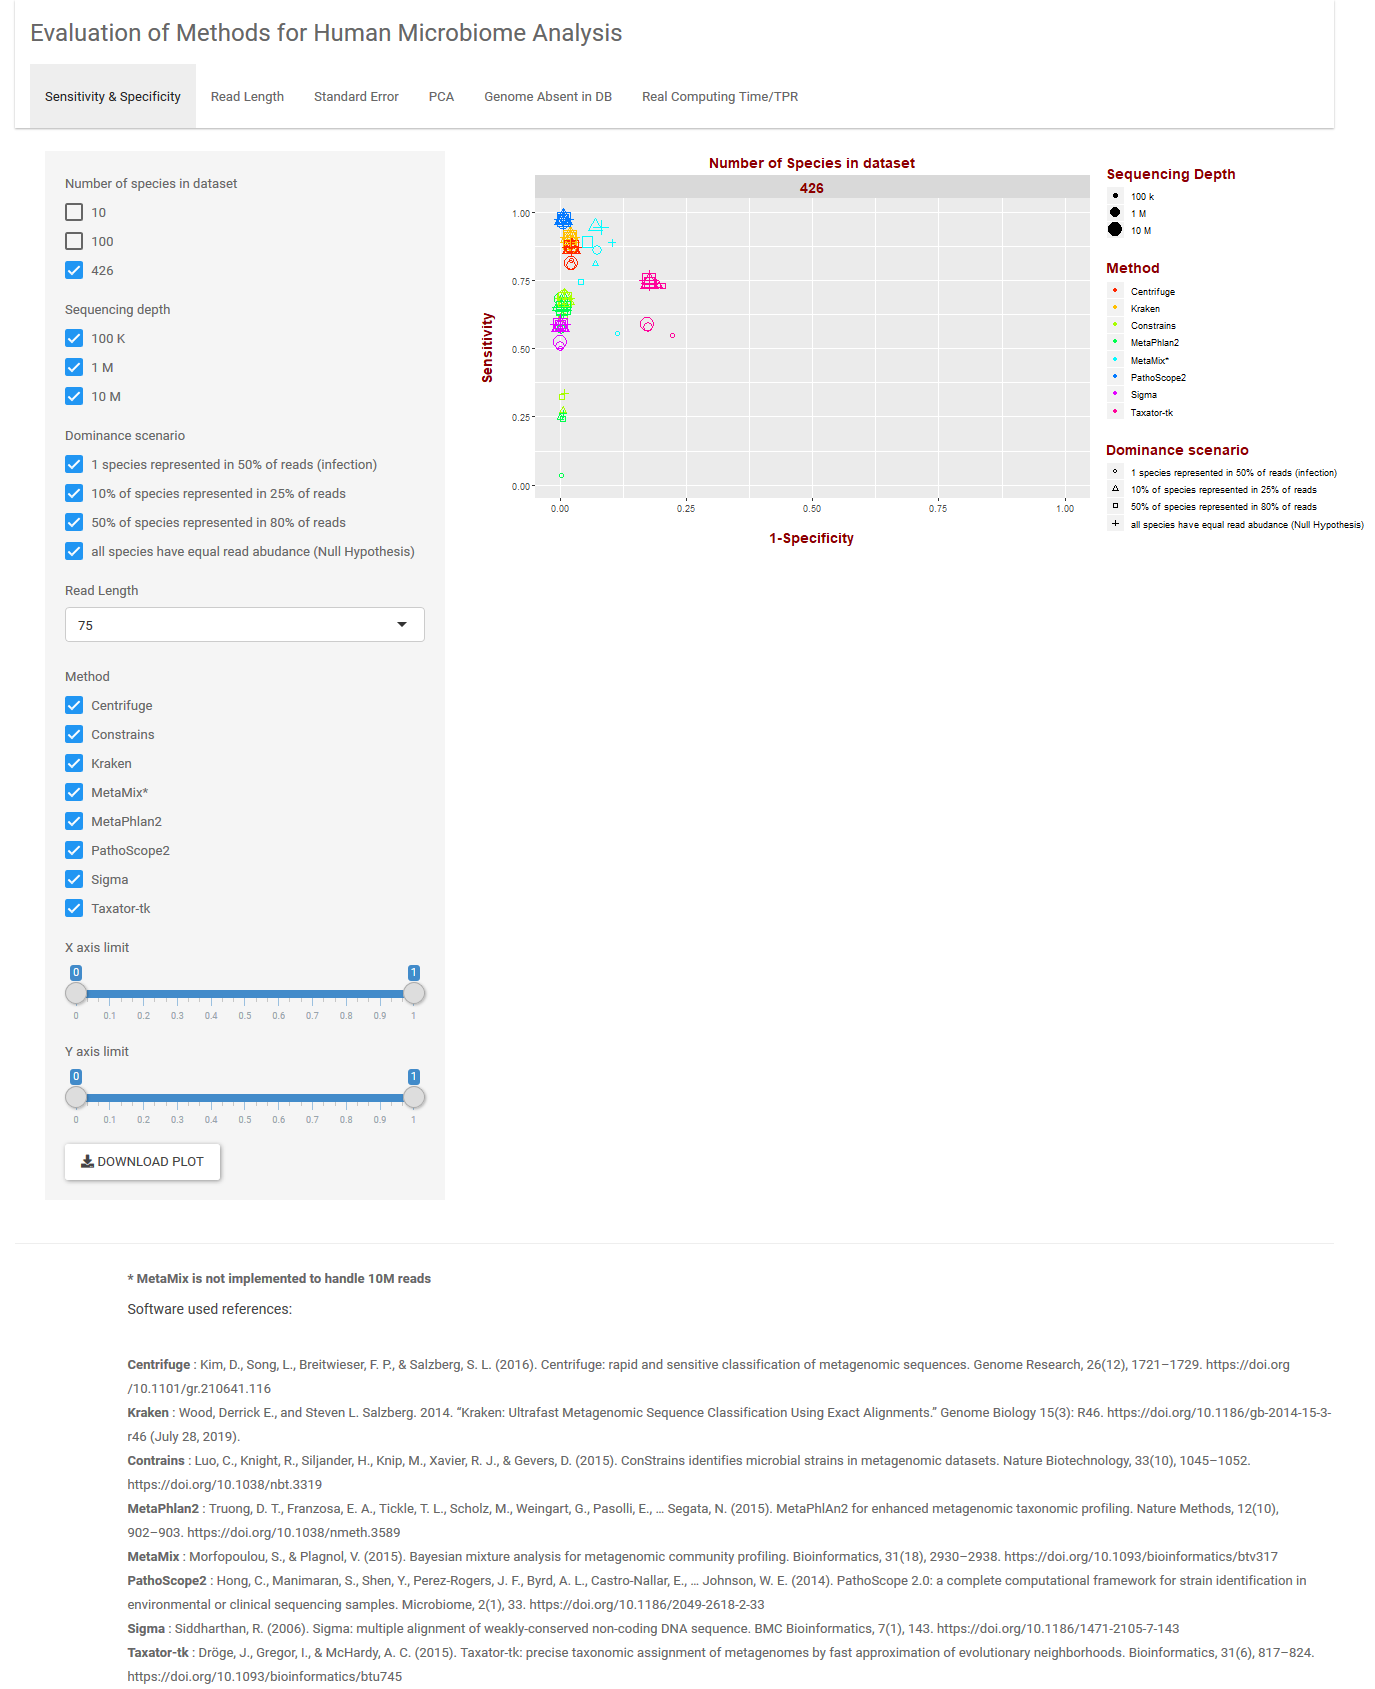 Evaluation of Methods for Human Microbiome Analysis
Sensitivity & Specificity Read Length Standard Error PCA Genome Absent in DB Real Computing Time/TPR
Number of species in dataset
10
100
426
Sequencing depth
100 K
1 M
10 M
Dominance scenario
1 species represented in 50% of reads (infection)
10% of species represented in 25% of reads
50% of species represented in 80% of reads
all species have equal read abudance (Null Hypothesis)
Read Length
75
Method
Centrifuge
Constrains
Kraken
MetaMix*
MetaPhlan2
PathoScope2
Sigma
Taxator-tk
X axis limit
0 1
0 0.1 0.2 0.3 0.4 0.5 0.6 0.7 0.8 0.9 1
Y axis limit
0 1
0 0.1 0.2 0.3 0.4 0.5 0.6 0.7 0.8 0.9 1
DOWNLOAD PLOT
Number of Species in dataset
426
Sensitivity
1.00
0.75
0.50
0.25
0.00
0.00 0.25 0.50 0.75 1.00
1-Specificity
Sequencing Depth
100 k
1 M
10 M
Method
Centrifuge
Kraken
Constrains
MetaPhlan2
MetaMix*
PathoScope2
Sigma
Taxator-tk
Dominance scenario
1 species represented in 50% of reads (infection)
10% of species represented in 25% of reads
50% of species represented in 80% of reads
all species have equal read abudance (Null Hypothesis)
* MetaMix is not implemented to handle 10M reads
Software used references:
Centrifuge : Kim, D., Song, L., Breitwieser, F. P., & Salzberg, S. L. (2016). Centrifuge: rapid and sensitive classification of metagenomic sequences. Genome Research, 26(12), 1721–1729. https://doi.org
/10.1101/gr.210641.116
Kraken : Wood, Derrick E., and Steven L. Salzberg. 2014. “Kraken: Ultrafast Metagenomic Sequence Classification Using Exact Alignments.” Genome Biology 15(3): R46. https://doi.org/10.1186/gb-2014-15-3-
r46 (July 28, 2019).
Contrains : Luo, C., Knight, R., Siljander, H., Knip, M., Xavier, R. J., & Gevers, D. (2015). ConStrains identifies microbial strains in metagenomic datasets. Nature Biotechnology, 33(10), 1045–1052.
https://doi.org/10.1038/nbt.3319
MetaPhlan2 : Truong, D. T., Franzosa, E. A., Tickle, T. L., Scholz, M., Weingart, G., Pasolli, E., … Segata, N. (2015). MetaPhlAn2 for enhanced metagenomic taxonomic profiling. Nature Methods, 12(10),
902–903. https://doi.org/10.1038/nmeth.3589
MetaMix : Morfopoulou, S., & Plagnol, V. (2015). Bayesian mixture analysis for metagenomic community profiling. Bioinformatics, 31(18), 2930–2938. https://doi.org/10.1093/bioinformatics/btv317
PathoScope2 : Hong, C., Manimaran, S., Shen, Y., Perez-Rogers, J. F., Byrd, A. L., Castro-Nallar, E., … Johnson, W. E. (2014). PathoScope 2.0: a complete computational framework for strain identification in
environmental or clinical sequencing samples. Microbiome, 2(1), 33. https://doi.org/10.1186/2049-2618-2-33
Sigma : Siddharthan, R. (2006). Sigma: multiple alignment of weakly-conserved non-coding DNA sequence. BMC Bioinformatics, 7(1), 143. https://doi.org/10.1186/1471-2105-7-143
Taxator-tk : Dröge, J., Gregor, I., & McHardy, A. C. (2015). Taxator-tk: precise taxonomic assignment of metagenomes by fast approximation of evolutionary neighborhoods. Bioinformatics, 31(6), 817–824.
https://doi.org/10.1093/bioinformatics/btu745